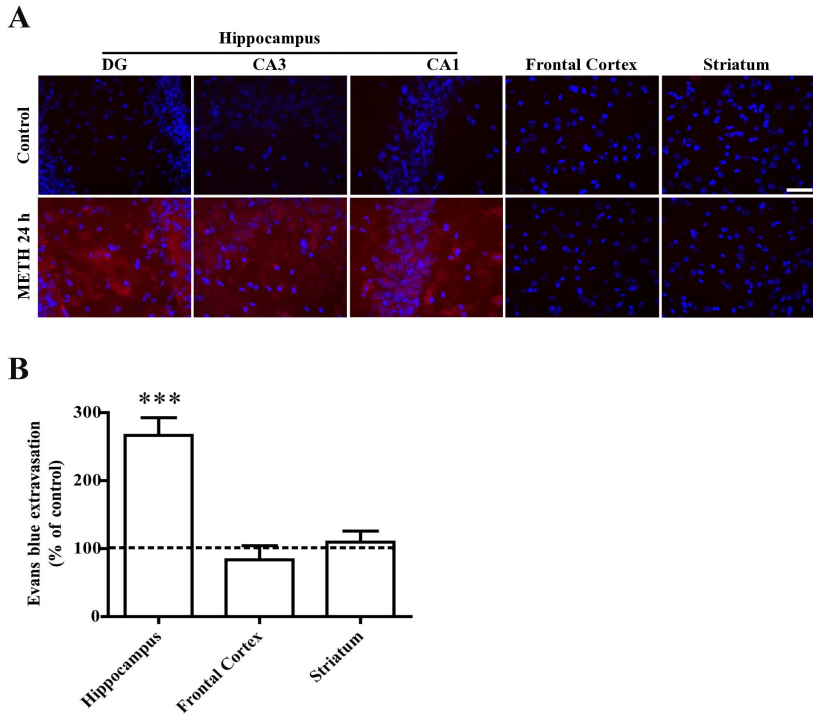 A
Hippocampus
DG CA3 CA1 Frontal Cortex Striatum
Control
METH 24 h
B
***
Evans blue extravasation
(% of control)
300
200
100
0
Hippocampus
Frontal Cortex
Striatum